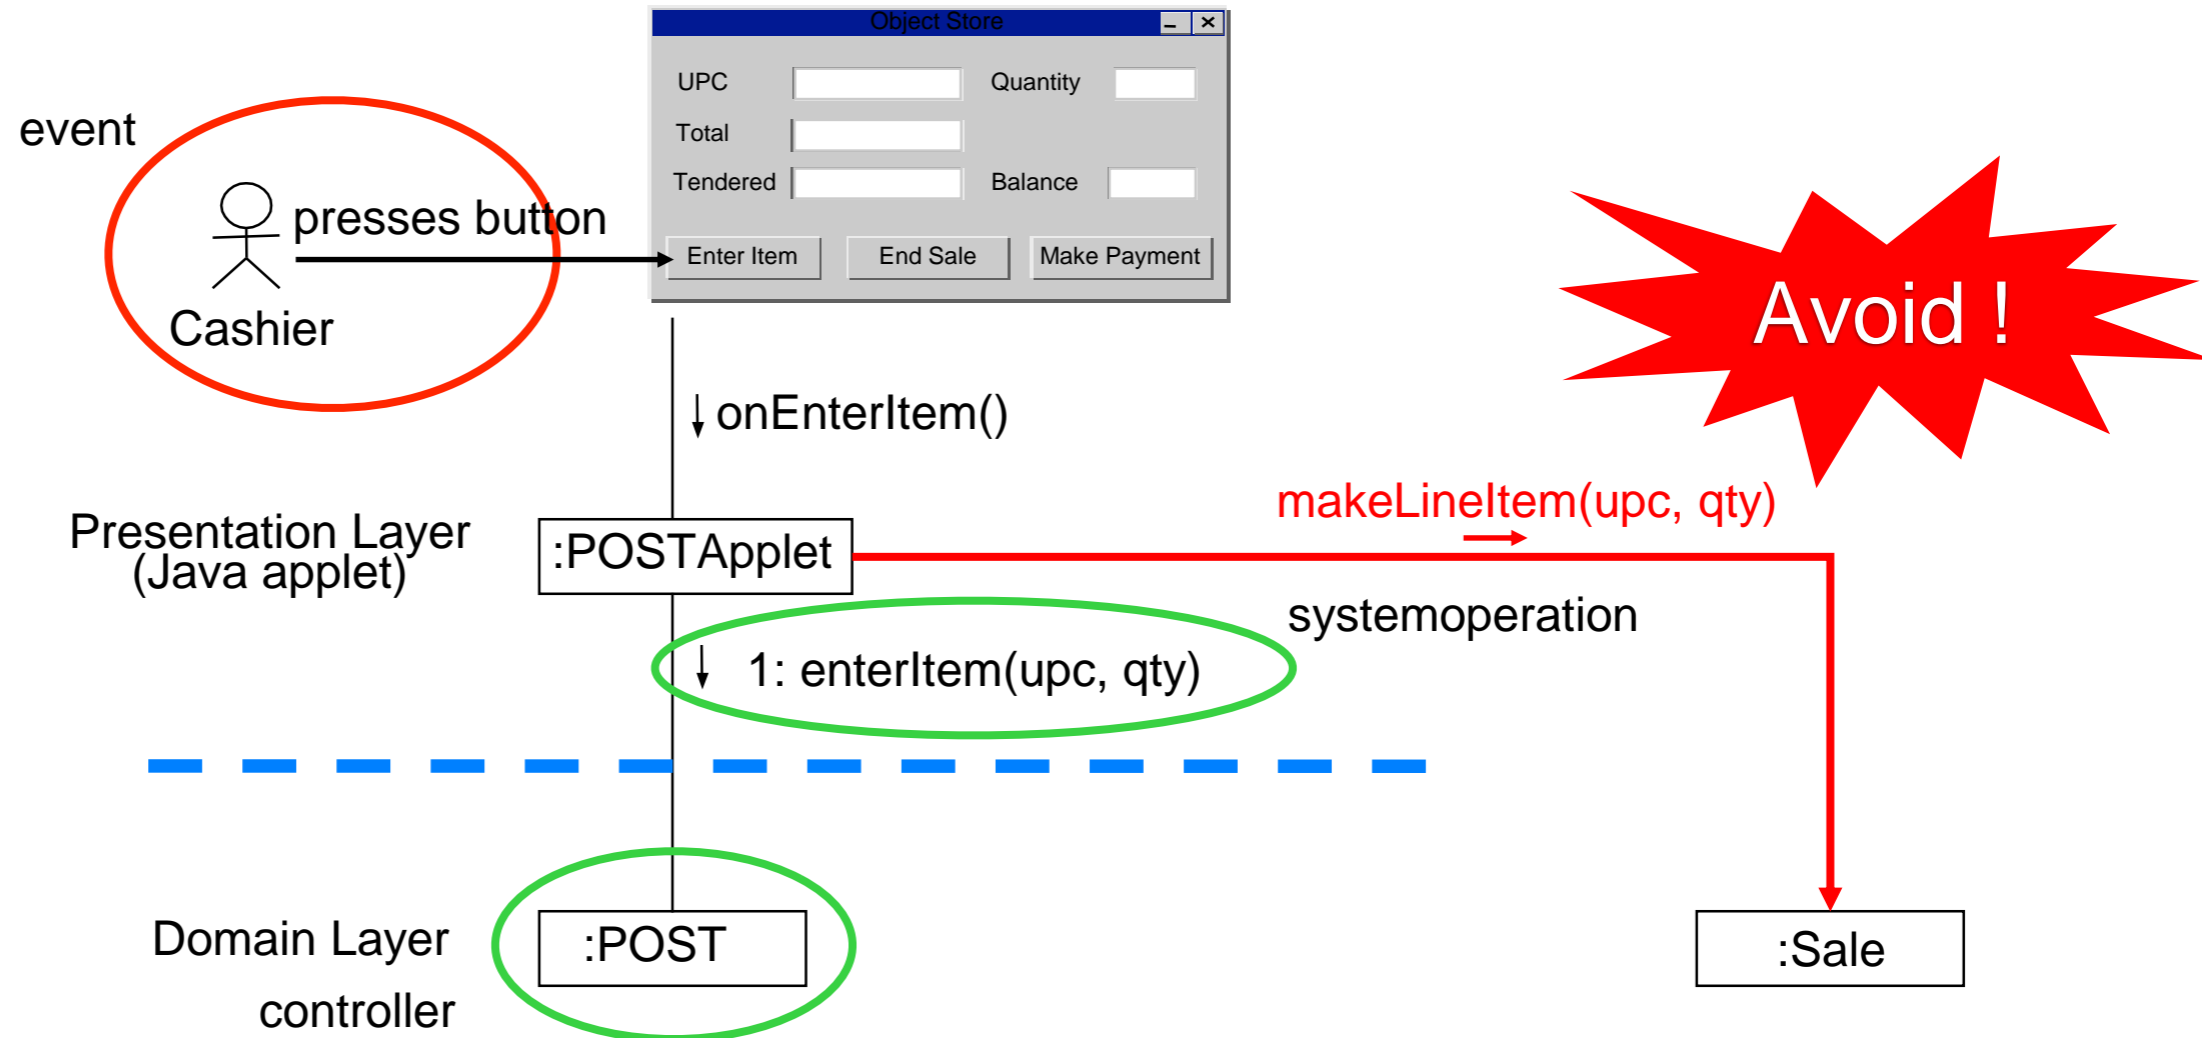 Object Store
UPC
Quantity
Total
Tendered
Balance
Enter Item
End Sale
Make Payment
event
presses button
Cashier
Avoid !
onEnterItem()
makeLineItem(upc, qty)
Presentation Layer
(Java applet)
:POSTApplet
systemoperation
1: enterItem(upc, qty)
Domain Layer
controller
:POST
:Sale